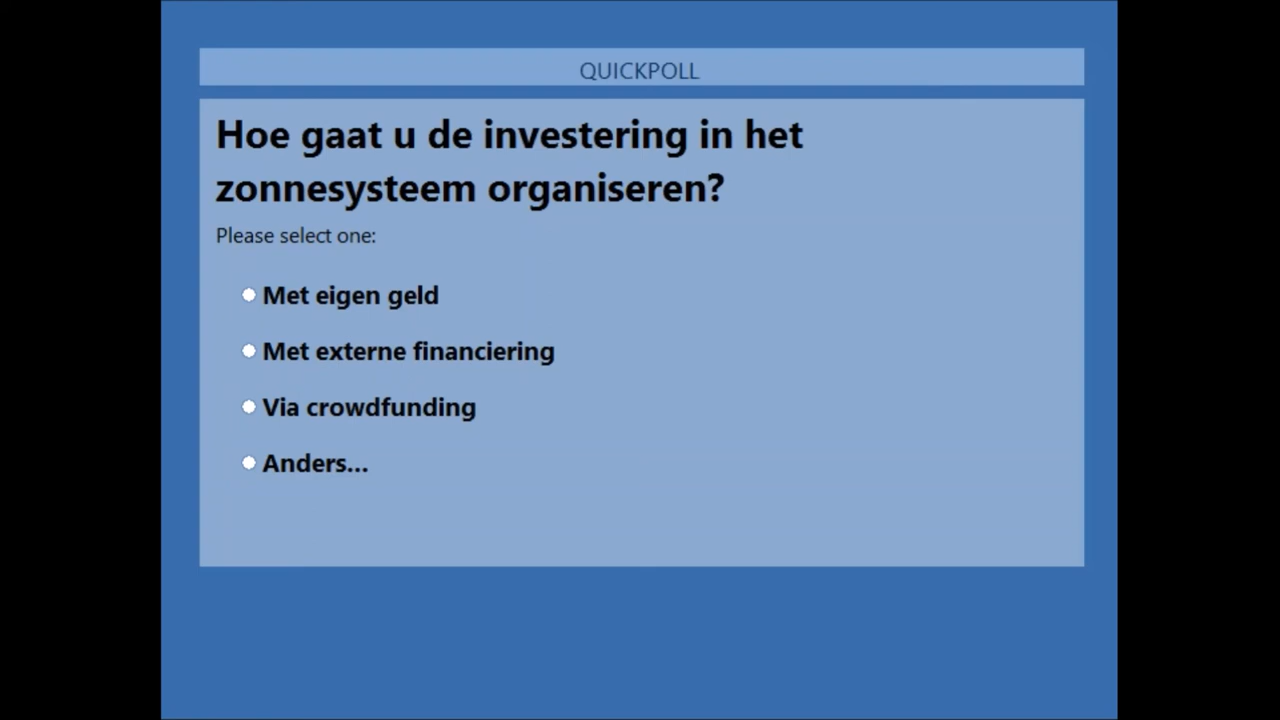 QUICKPOLL
Hoe gaat u de investering in het
zonnesysteem organiseren?
Please select one:
Met eigen geld
Met externe financiering
Via crowdfunding
Anders...